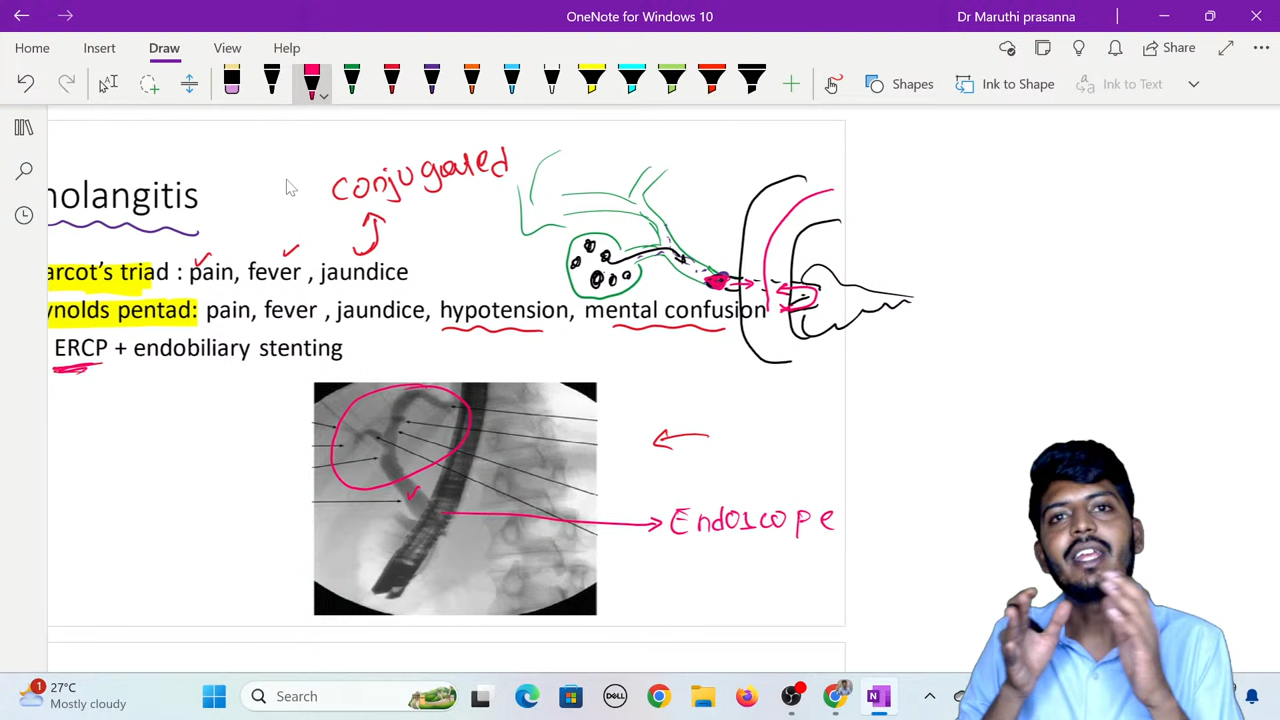 OneNote for Windows 10
Dr Maruthi prasanna
Home
Insert
Draw
View
Help
Share
Shapes
Ink to Shape
Ink to Text
conjugated
holangitis
arcot's triad : pain, fever , jaundice
ynolds pentad: pain, fever , jaundice, hypotension, mental confusion
ERCP + endobiliary stenting
Endoscope
1
27°C
Mostly cloudy
Search
DELL